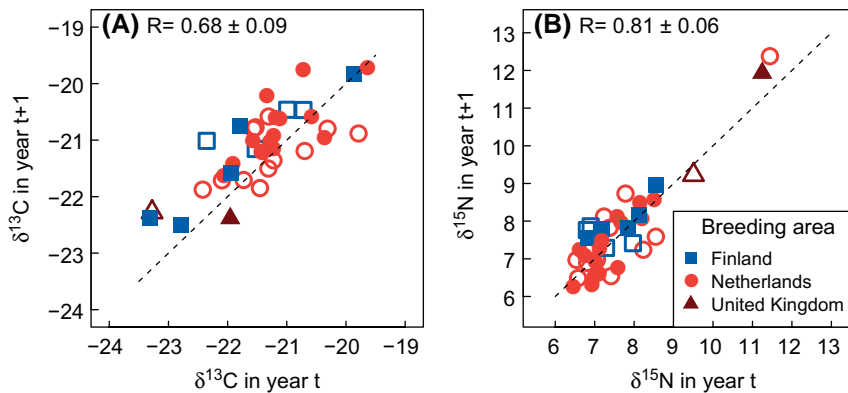 (A) R= 0.68 ± 0.09
−19
−20
−21
−22
−23
−24
δ13C in year t+1
−24 −23 −22 −21 −20 −19
δ13C in year t
(B) R= 0.81 ± 0.06
13
12
11
10
9
8
7
6
δ15N in year t+1
Breeding area
Finland
Netherlands
United Kingdom
6 7 8 9 10 11 12 13
δ15N in year t